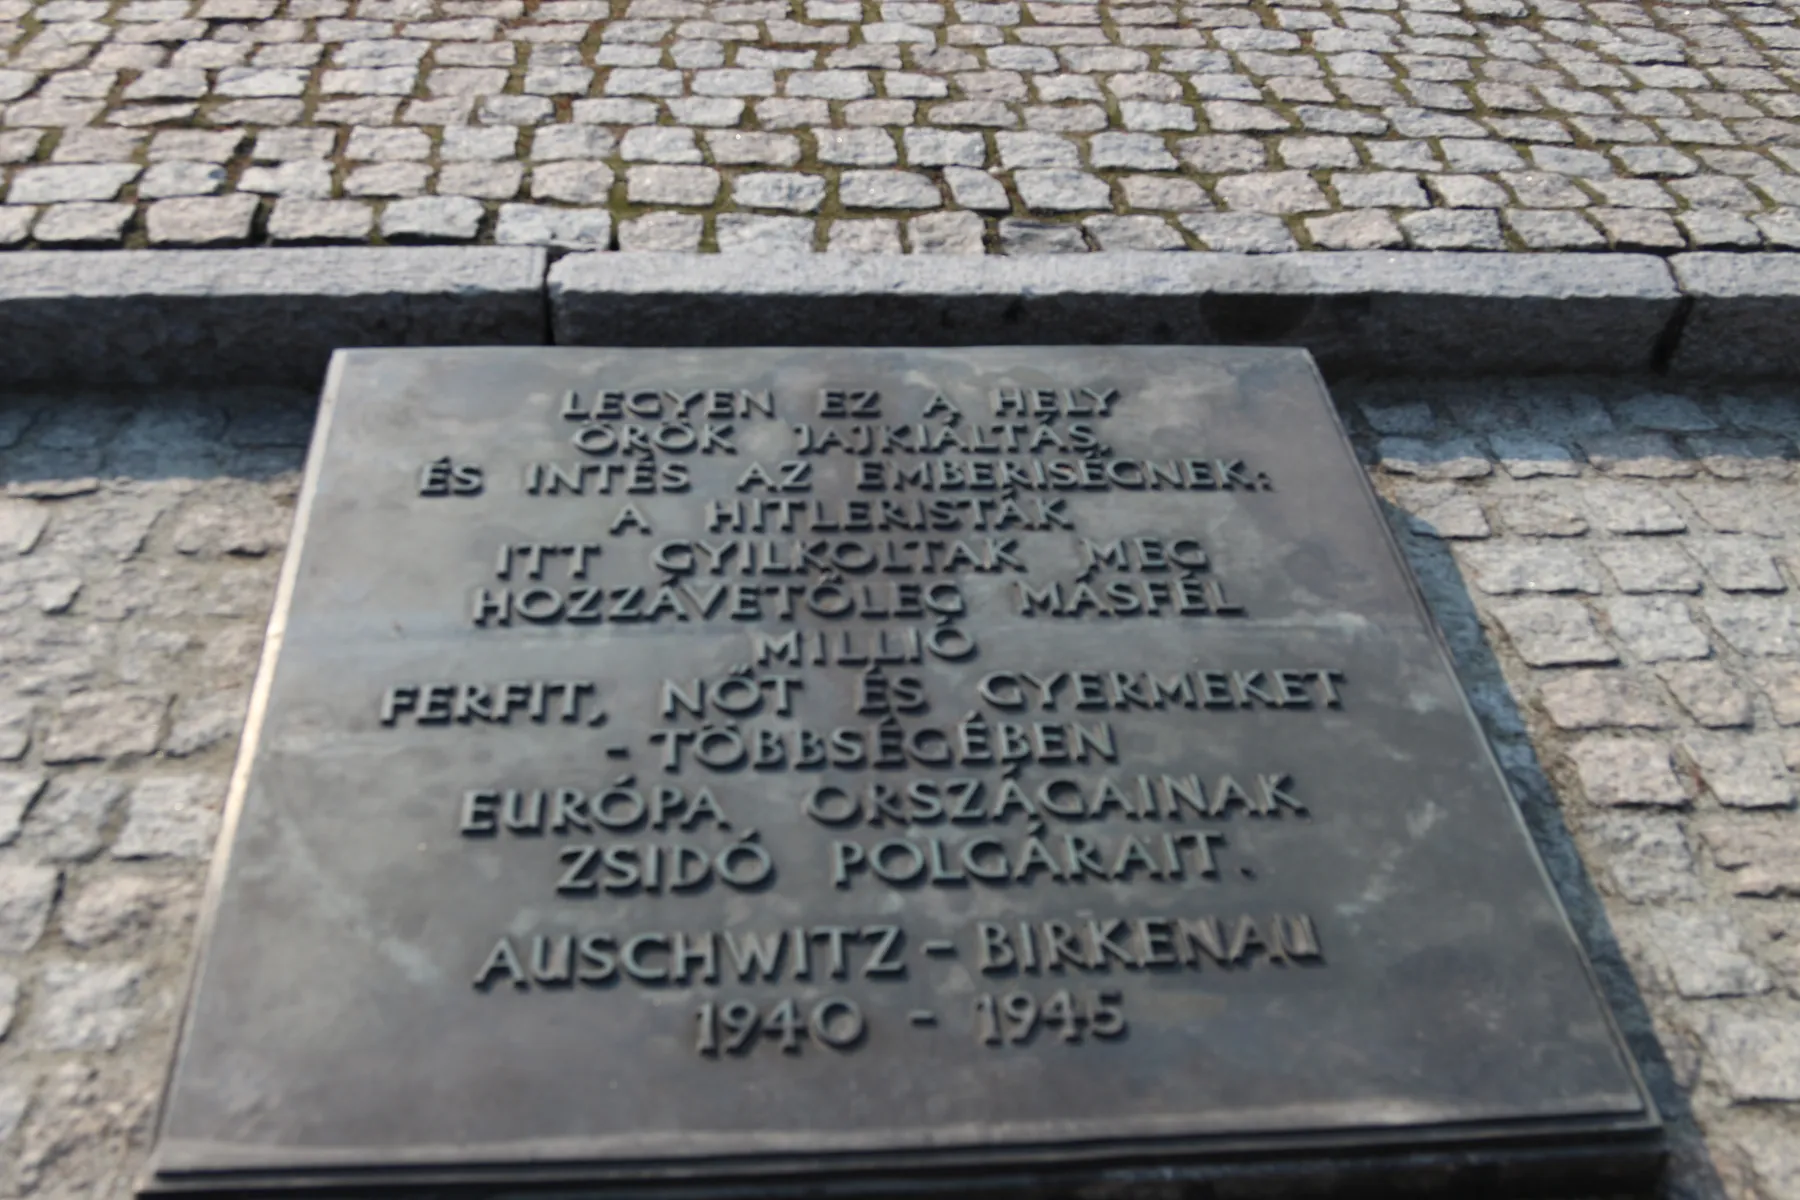 LEGYEN EZ A HELY
ÖRÖK JAJKIÁLTÁS,
ÉS INTÉS AZ EMBERISÉGNEK:
A HITLERISTÁK
ITT GYILKOLTAK MEG
HOZZÁVETŐLEG MÁSFÉL
MILLIÓ
FÉRFIT, NŐT ÉS GYERMEKET
- TÖBBSÉGÉBEN
EURÓPA ORSZÁGAINAK
ZSIDÓ POLGÁRAIT.
AUSCHWITZ - BIRKENAU
1940 - 1945